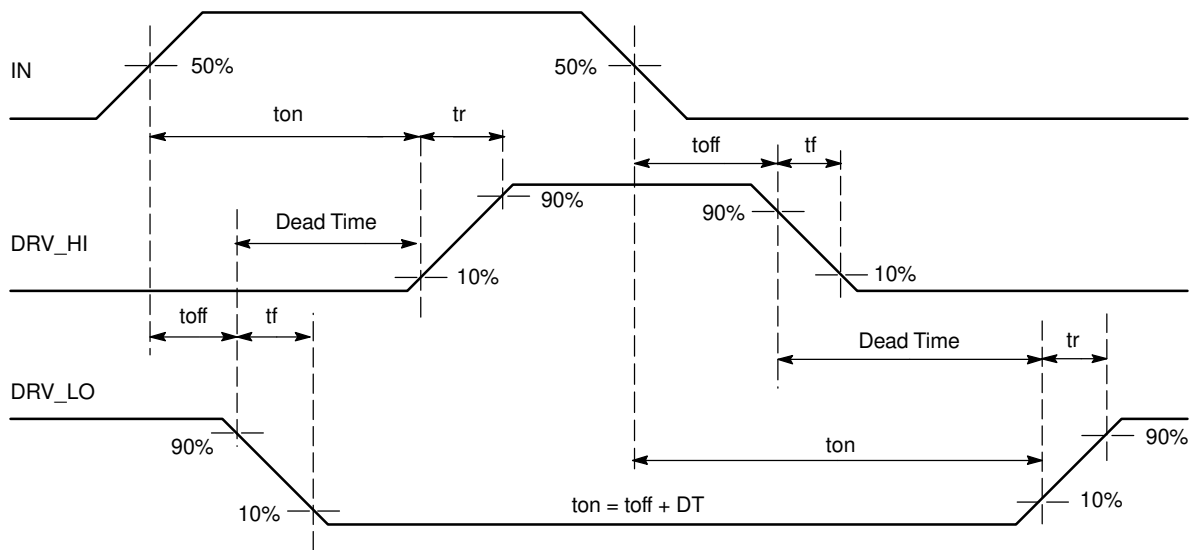 IN
50%
50%
ton
tr
toff
tf
DRV_HI
Dead Time
90%
90%
10%
10%
toff
tf
Dead Time
tr
DRV_LO
90%
90%
ton
10%
ton = toff + DT
10%